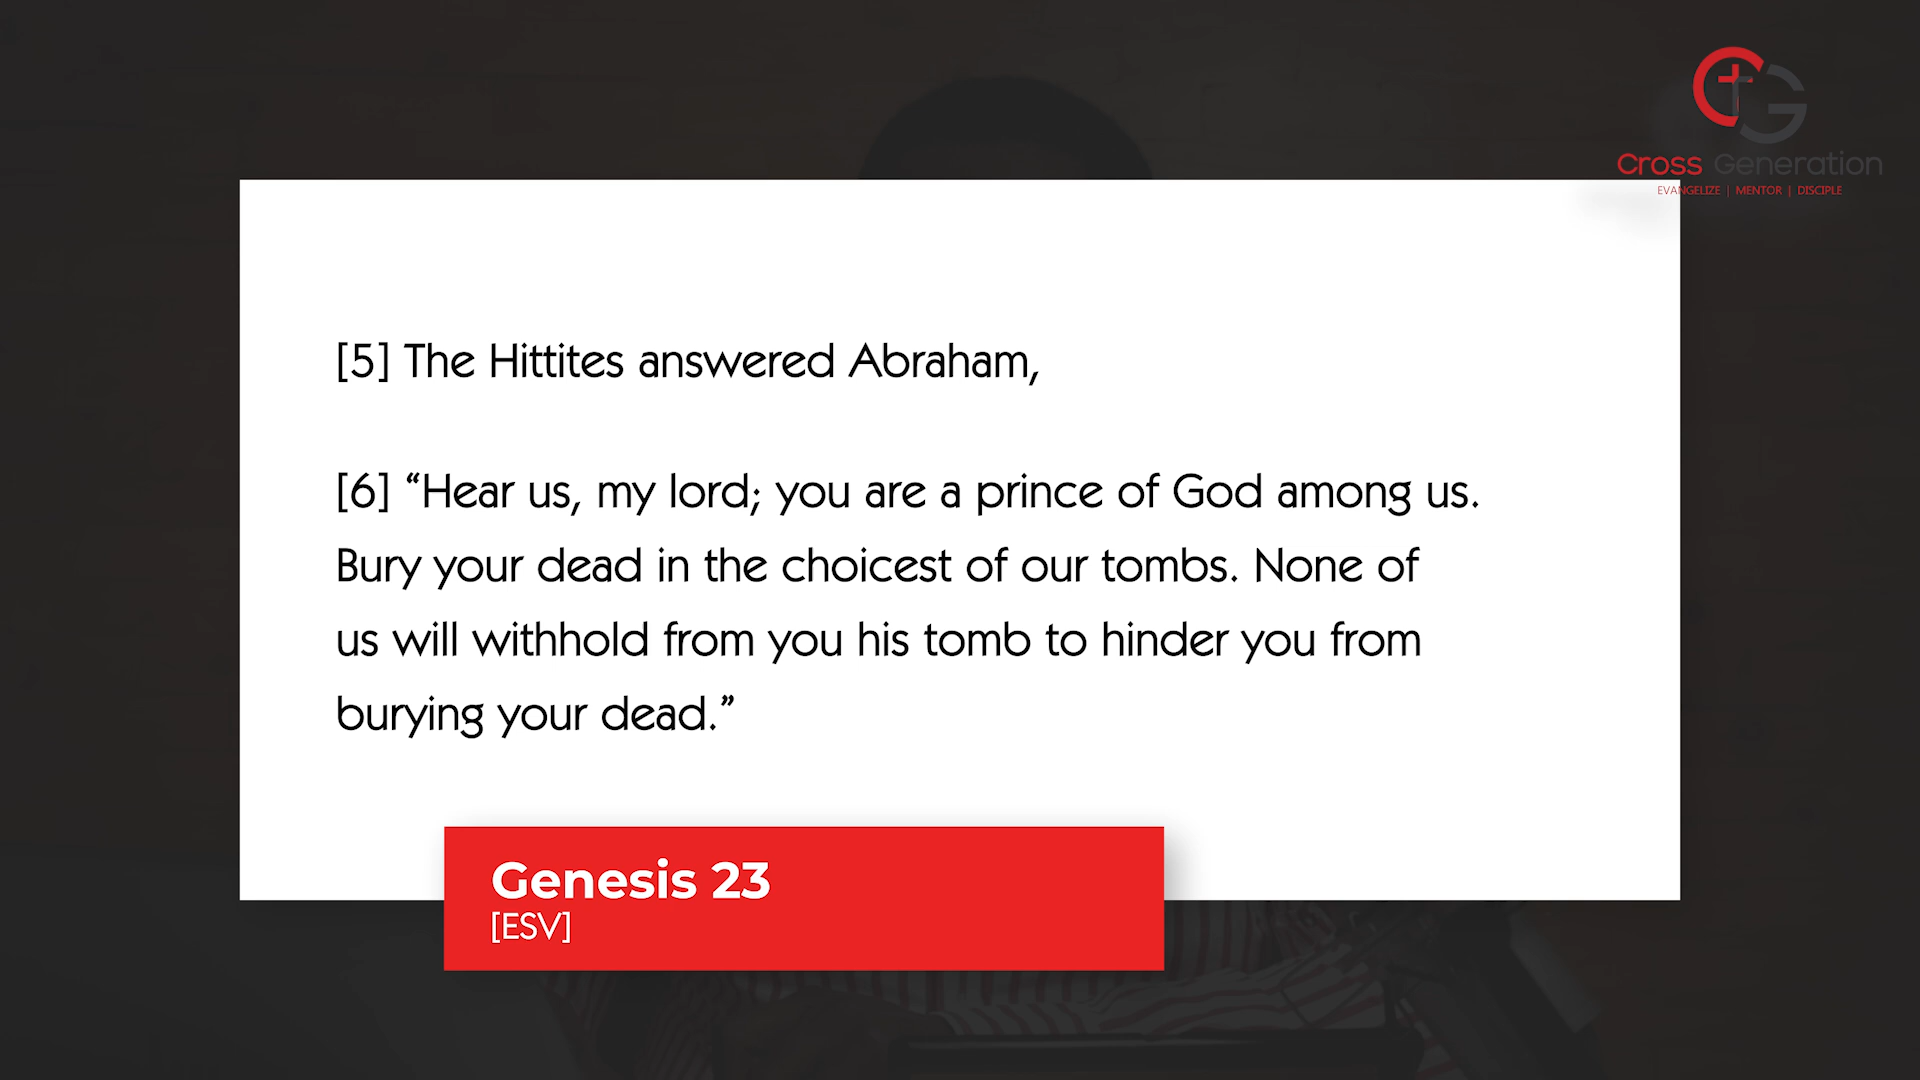 Cross Generation
EVANGELIZE | MENTOR | DISCIPLE
[5] The Hittites answered Abraham,
[6] “Hear us, my lord; you are a prince of God among us.
Bury your dead in the choicest of our tombs. None of
us will withhold from you his tomb to hinder you from
burying your dead.”
Genesis 23
[ESV]